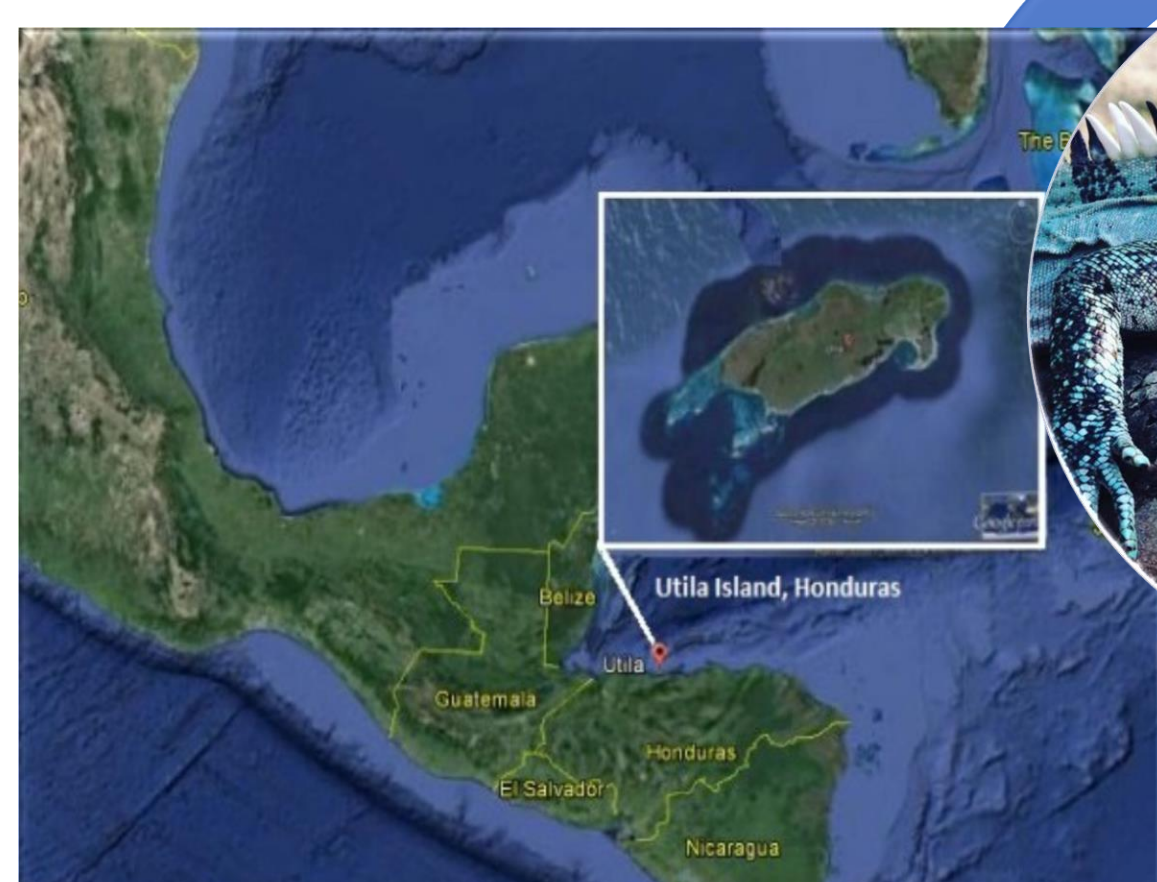 The B
Utila Island, Honduras
Belize
Utila
Guatemala
Honduras
El Salvador
Nicaragua